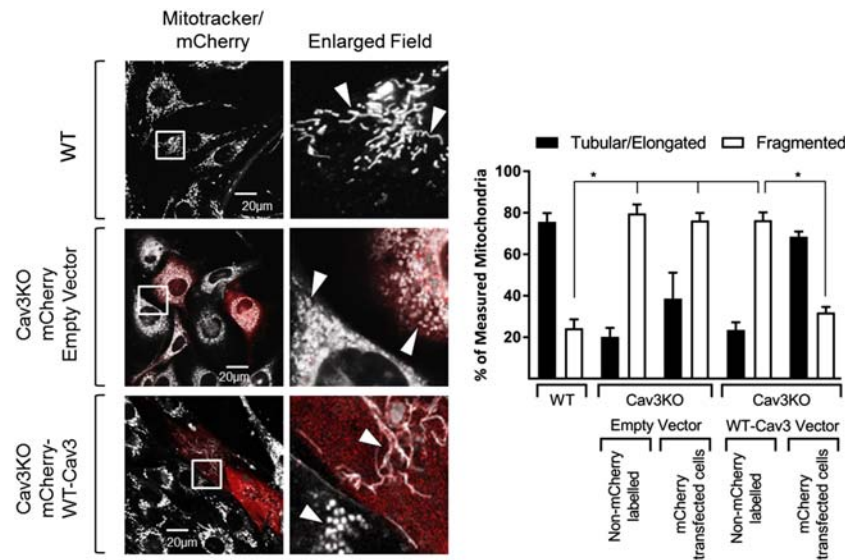 Mitotracker/
mCherry
Enlarged Field
WT
20µm
Cav3KO
mCherry
Empty Vector
20µm
Cav3KO
mCherry-
WT-Cav3
20µm
Tubular/Elongated
Fragmented
% of Measured Mitochondria
100
80
60
40
20
*
*
WT
Cav3KO
Cav3KO
Empty Vector
WT-Cav3 Vector
Non-mCherry
labelled
mCherry
transfected cells
Non-mCherry
labelled
mCherry
transfected cells